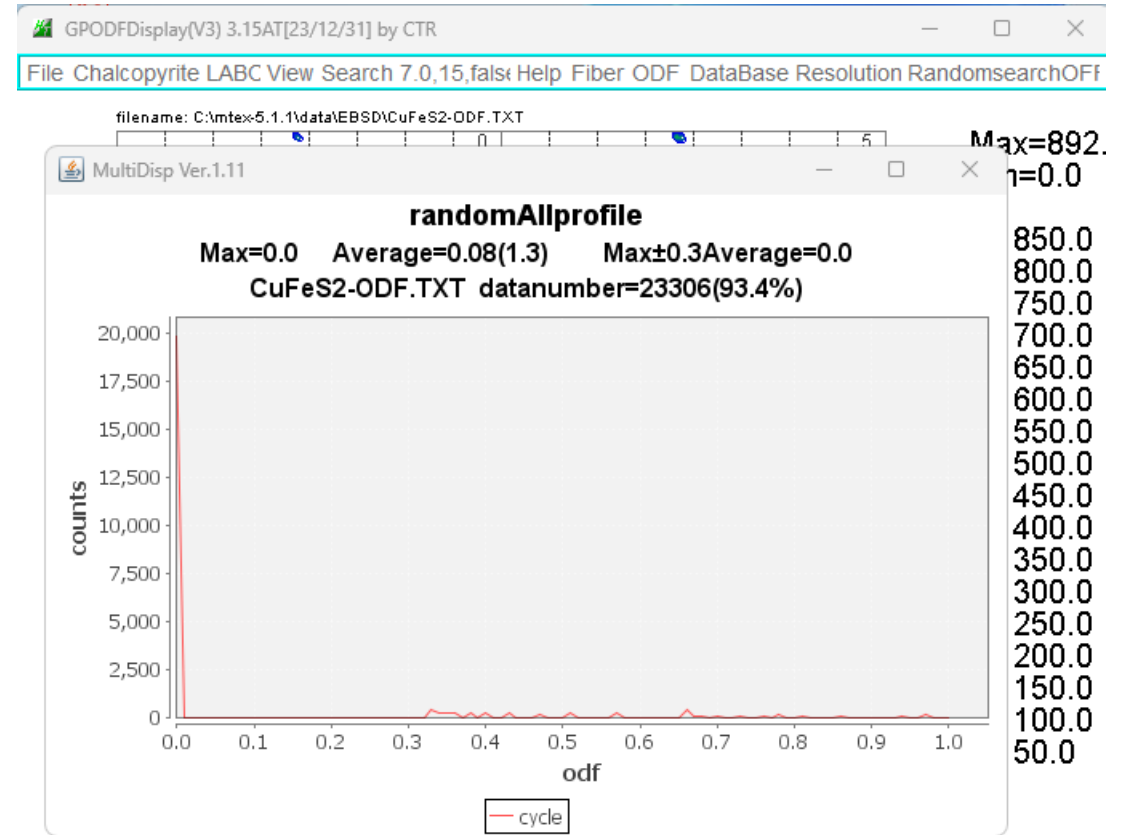 GPODFDisplay(V3) 3.15AT[23/12/31] by CTR
File Chalcopyrite LABC View Search 7.0,15,false Help Fiber ODF DataBase Resolution RandomsearchOFF
filename: C:\mtex-5.1.1\data\EBSD\CuFeS2-ODF.TXT
0 5
Max=892.
MultiDisp Ver.1.11
n=0.0
randomAllprofile
Max=0.0 Average=0.08(1.3) Max±0.3Average=0.0
CuFeS2-ODF.TXT datanumber=23306(93.4%)
20,000
17,500
15,000
12,500
10,000
7,500
5,000
2,500
0
counts
0.0 0.1 0.2 0.3 0.4 0.5 0.6 0.7 0.8 0.9 1.0
odf
cycle
850.0
800.0
750.0
700.0
650.0
600.0
550.0
500.0
450.0
400.0
350.0
300.0
250.0
200.0
150.0
100.0
50.0